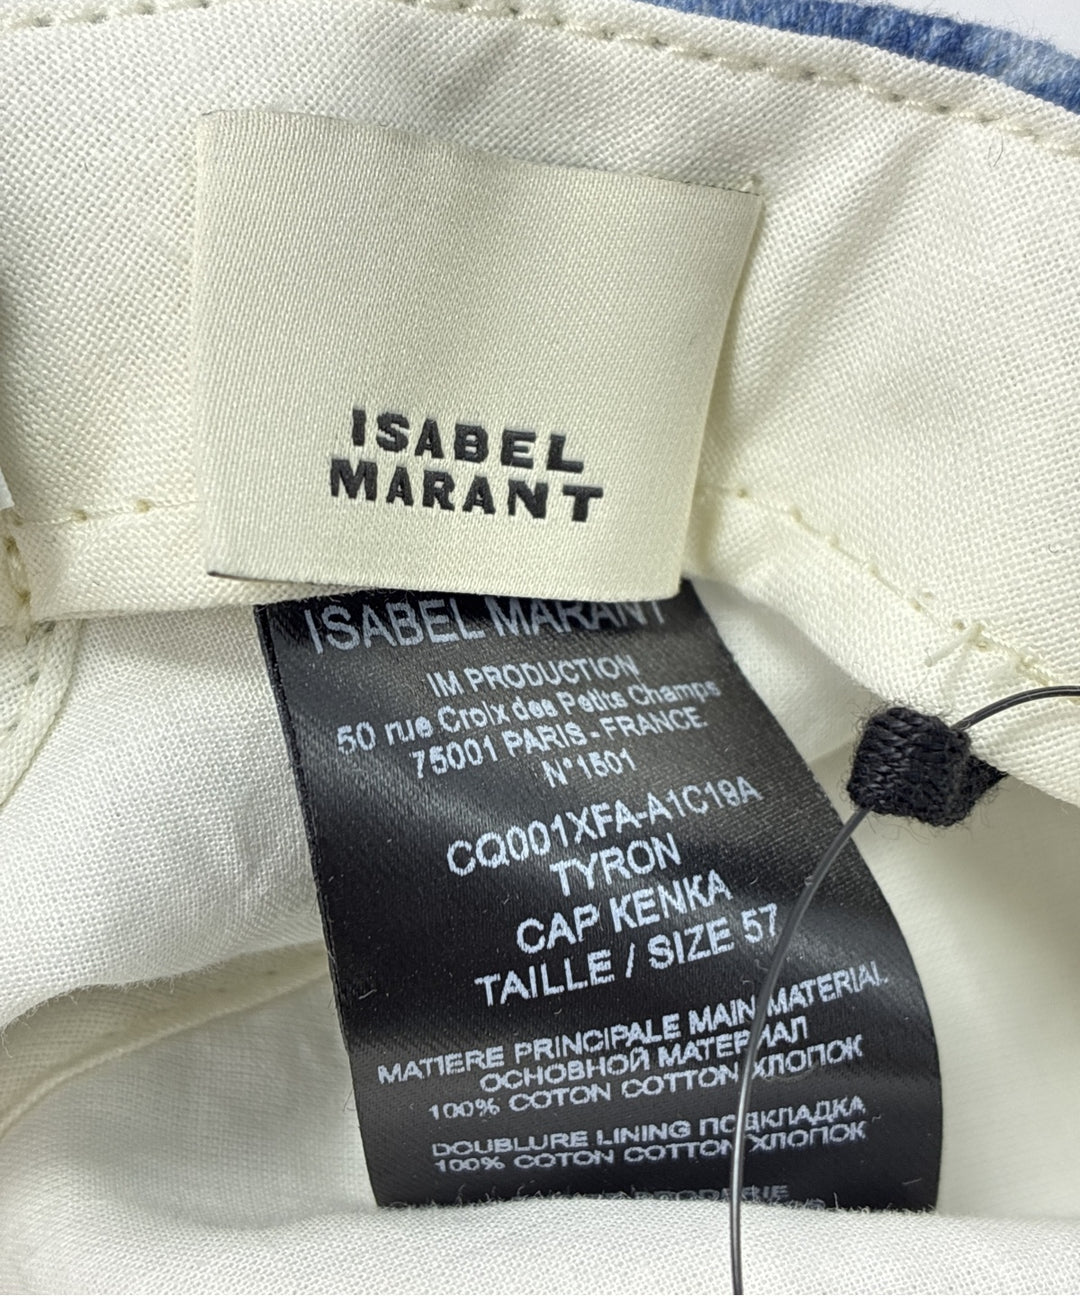 ISABEL
MARANT
ISABEL MARANT
IM PRODUCTION
50 rue Croix des Petits Champs
75001 PARIS - FRANCE
N°1501
CQ001XFA-A1C19A
TYRON
CAP KENKA
TAILLE / SIZE 57
MATIERE PRINCIPALE MAIN MATERIAL
ОСНОВНОЙ МАТЕРИАЛ
100% COTON COTTON ХЛОПОК
DOUBLURE LINING ПОДКЛАДКА
100% COTON COTTON ХЛОПОК